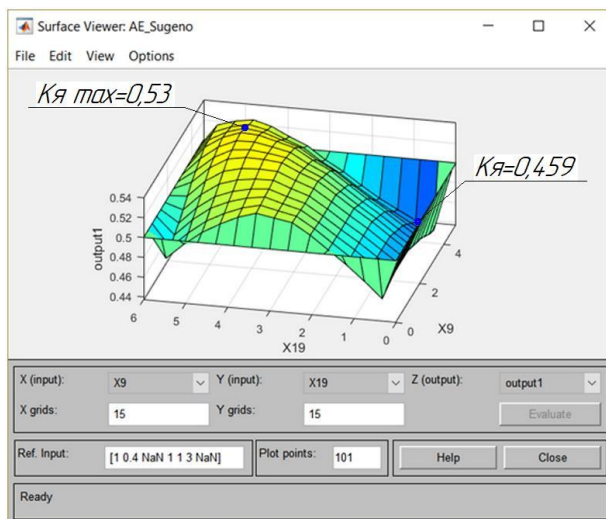 Surface Viewer: AE_Sugeno
File Edit View Options
Kя max=0,53
Kя=0,459
0.54
0.52
0.5
0.48
0.46
0.44
output1
6 5 4 3 2 1 0
X19
0 2 4
X9
X (input): X9 Y (input): X19 Z (output): output1
X grids: 15 Y grids: 15 Evaluate
Ref. Input: [1 0.4 NaN 1 1 3 NaN] Plot points: 101 Help Close
Ready